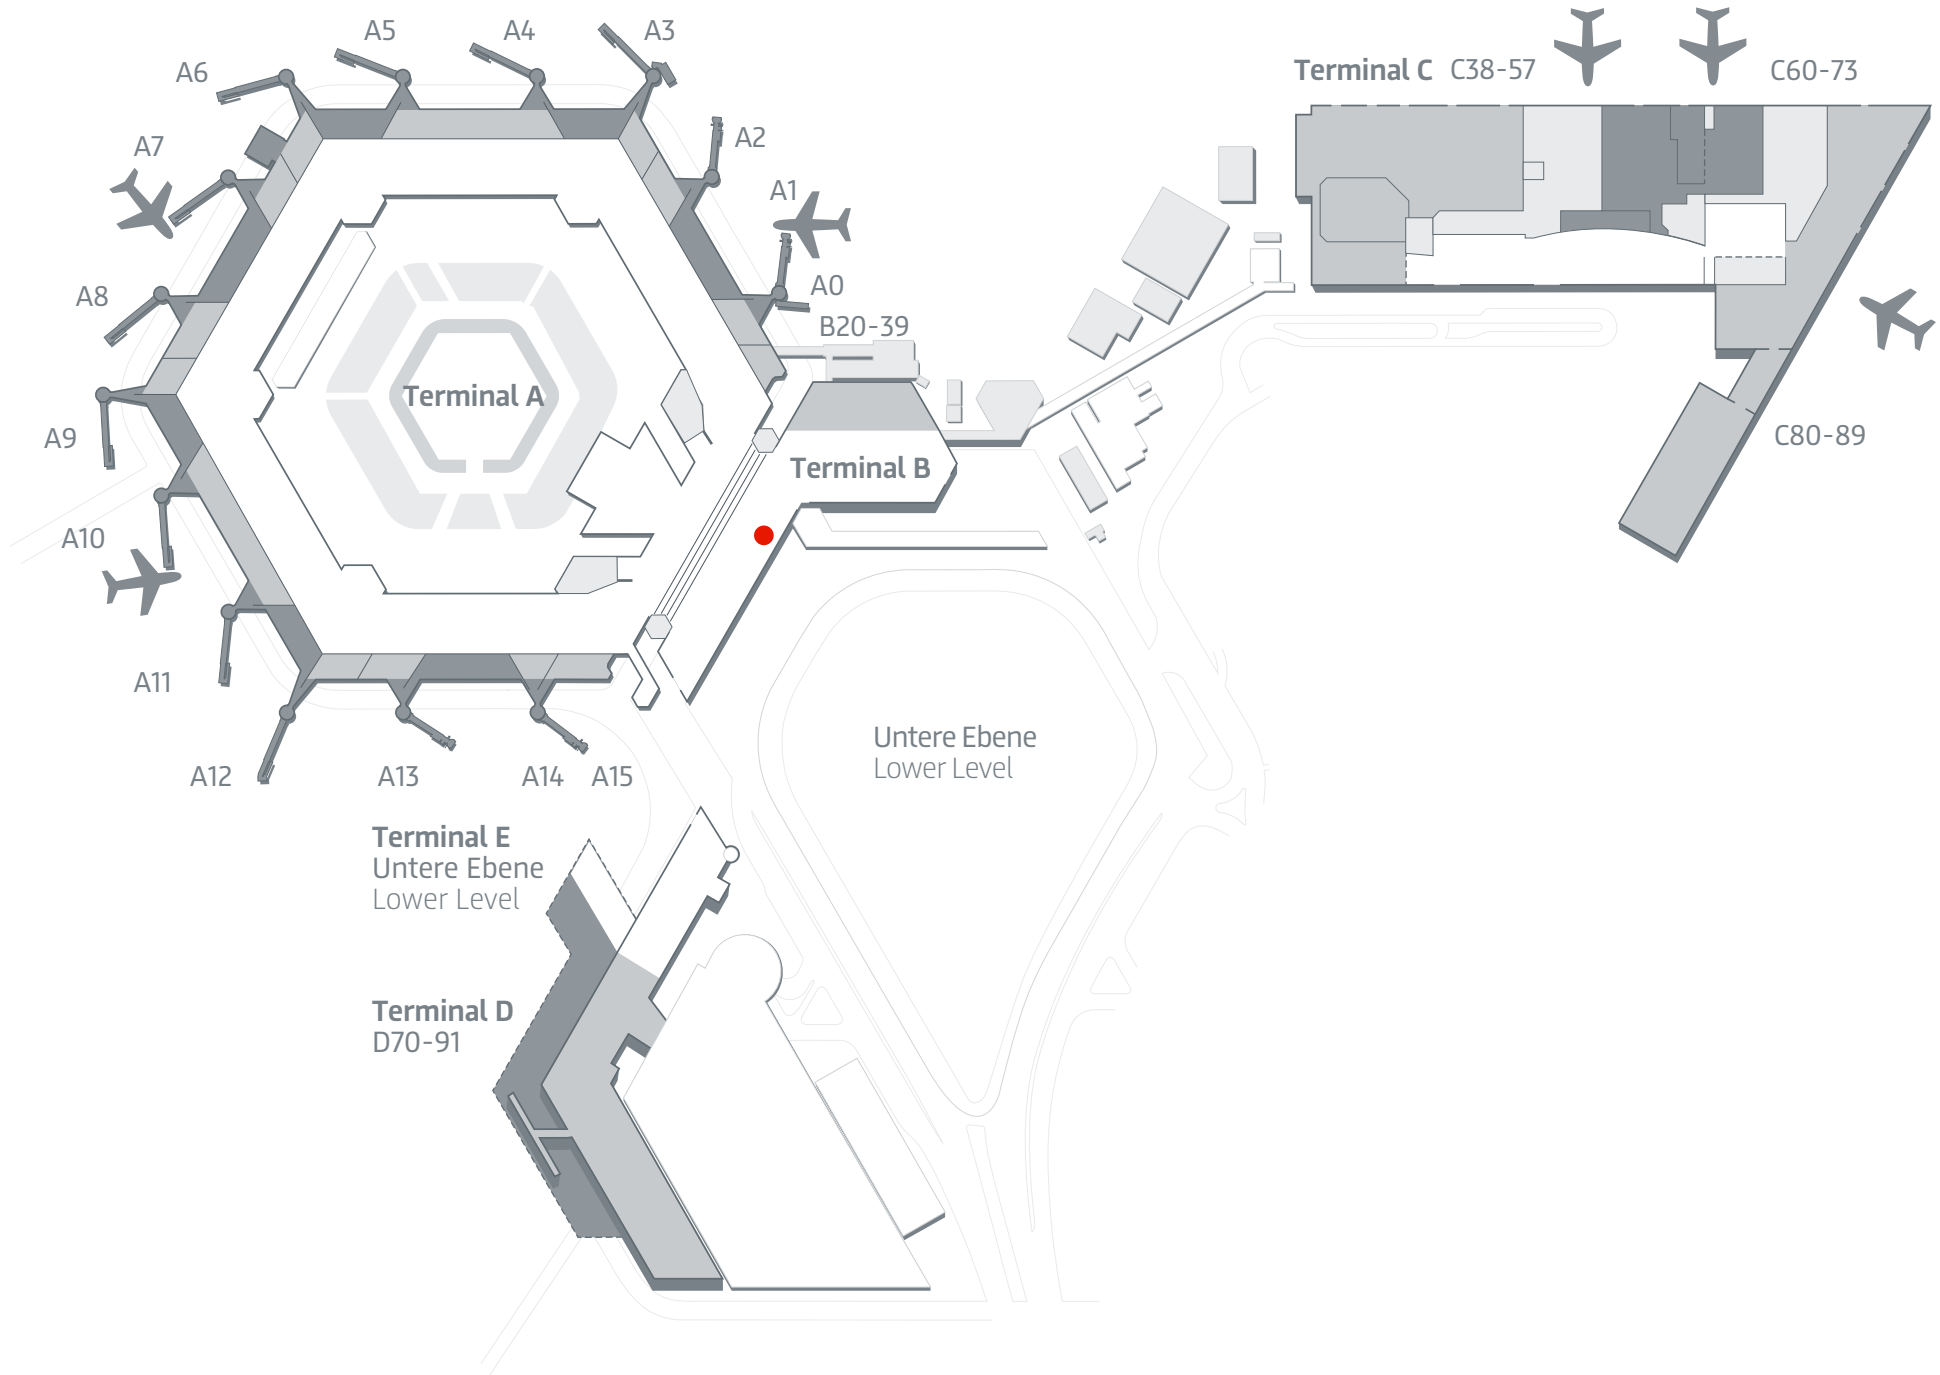 A5
A4
A3
A6
Terminal C C38-57
C60-73
A7
A2
A1
A8
A0
B20-39
Terminal A
A9
C80-89
Terminal B
A10
A11
Untere Ebene
Lower Level
A12
A13
A14
A15
Terminal E
Untere Ebene
Lower Level
Terminal D
D70-91